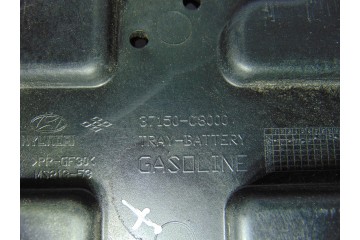 37150-C8000
HYUNDAI
TRAY-BATTERY
>PP-GF30<
GASOLINE